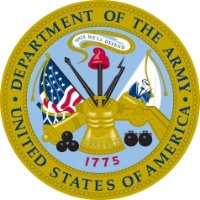 DEPARTMENT OF THE ARMY
THIS WE'LL DEFEND
1775
UNITED STATES OF AMERICA